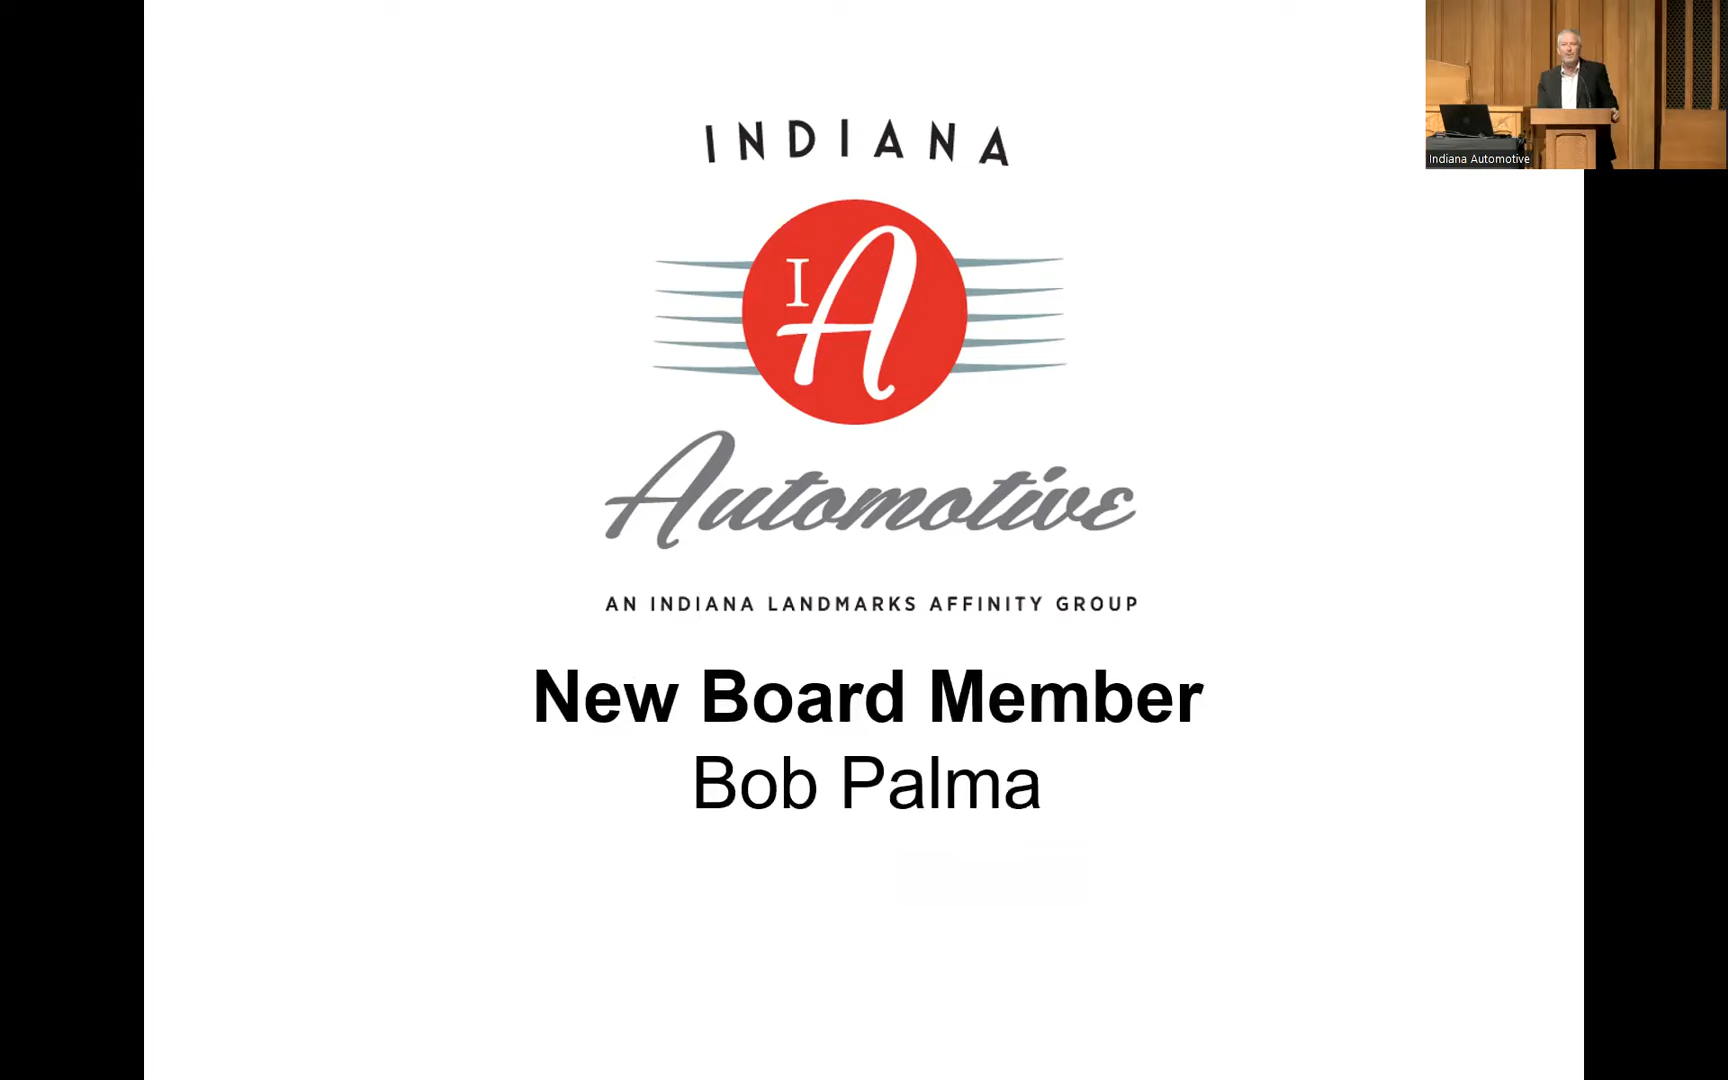 INDIANA
IA
Automotive
AN INDIANA LANDMARKS AFFINITY GROUP
New Board Member
Bob Palma
Indiana Automotive